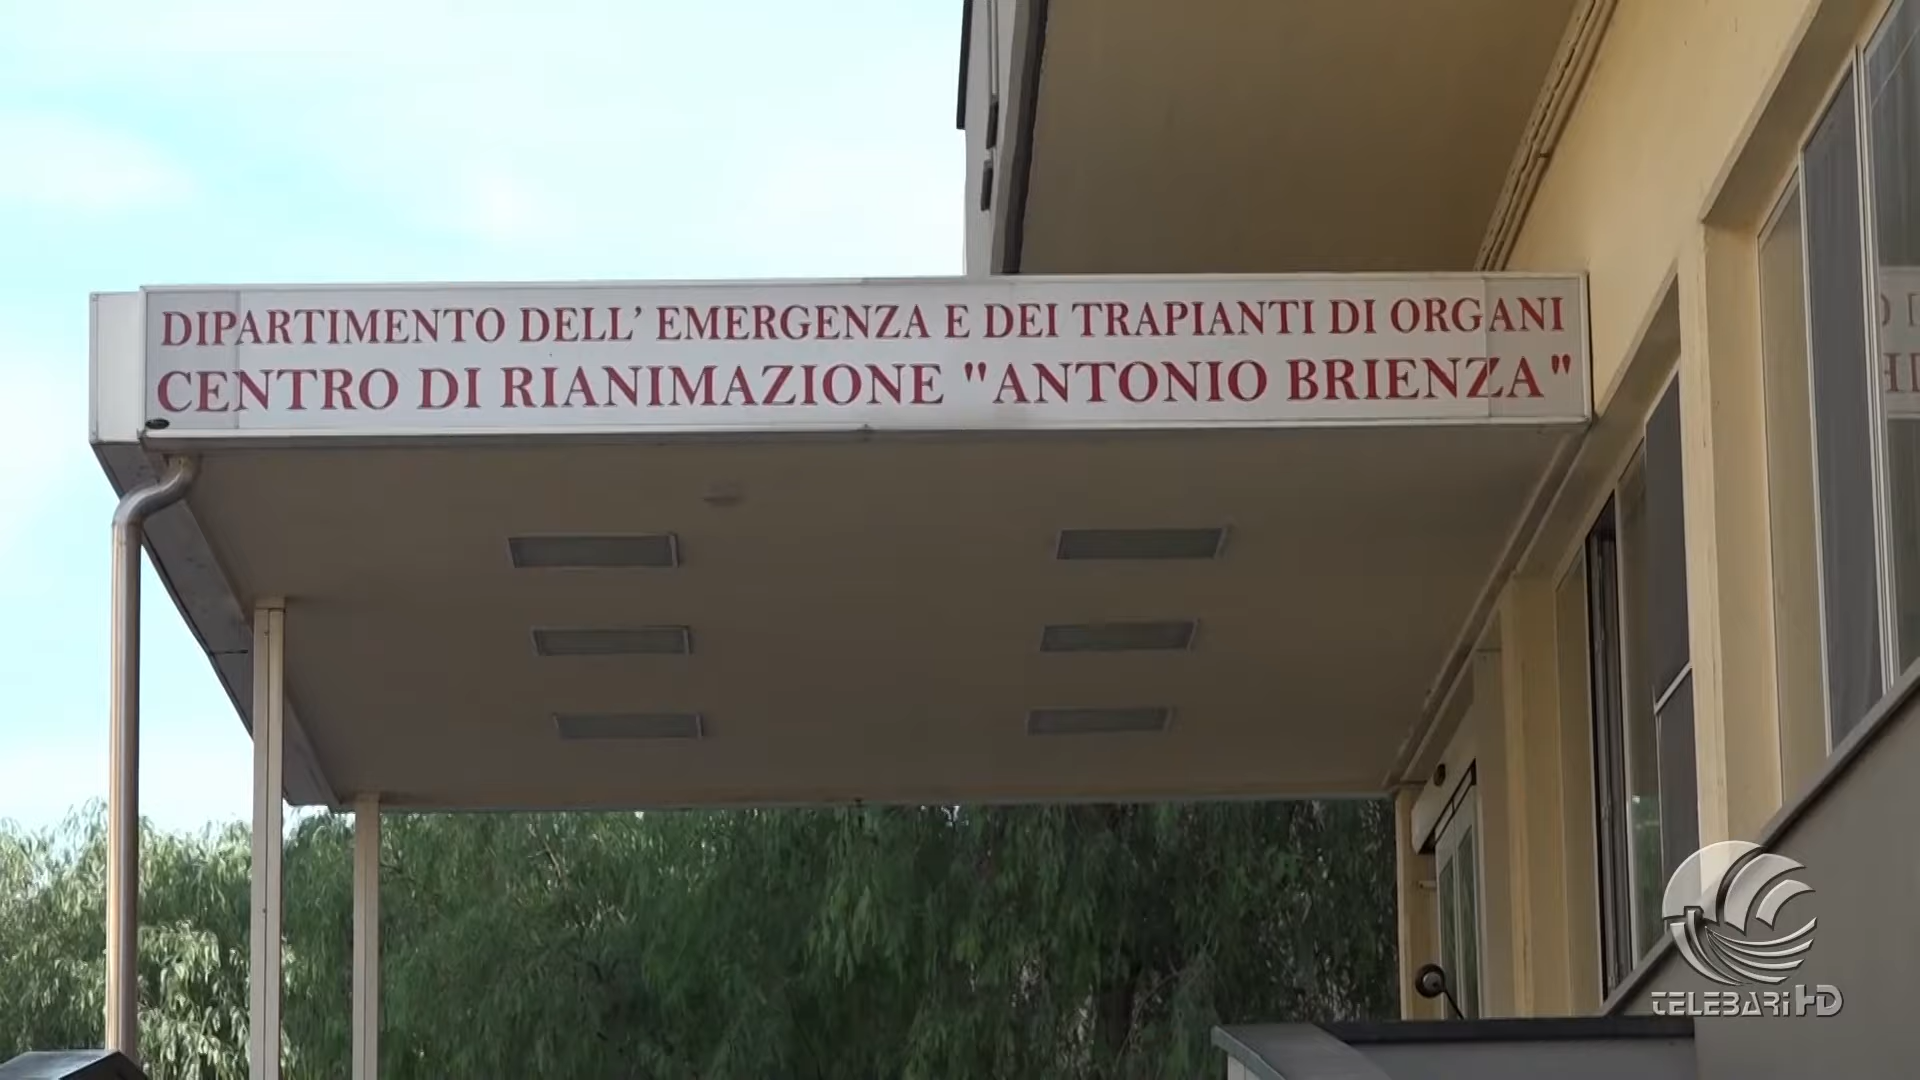 DIPARTIMENTO DELL' EMERGENZA E DEI TRAPIANTI DI ORGANI
CENTRO DI RIANIMAZIONE "ANTONIO BRIENZA"
TELEBARI HD